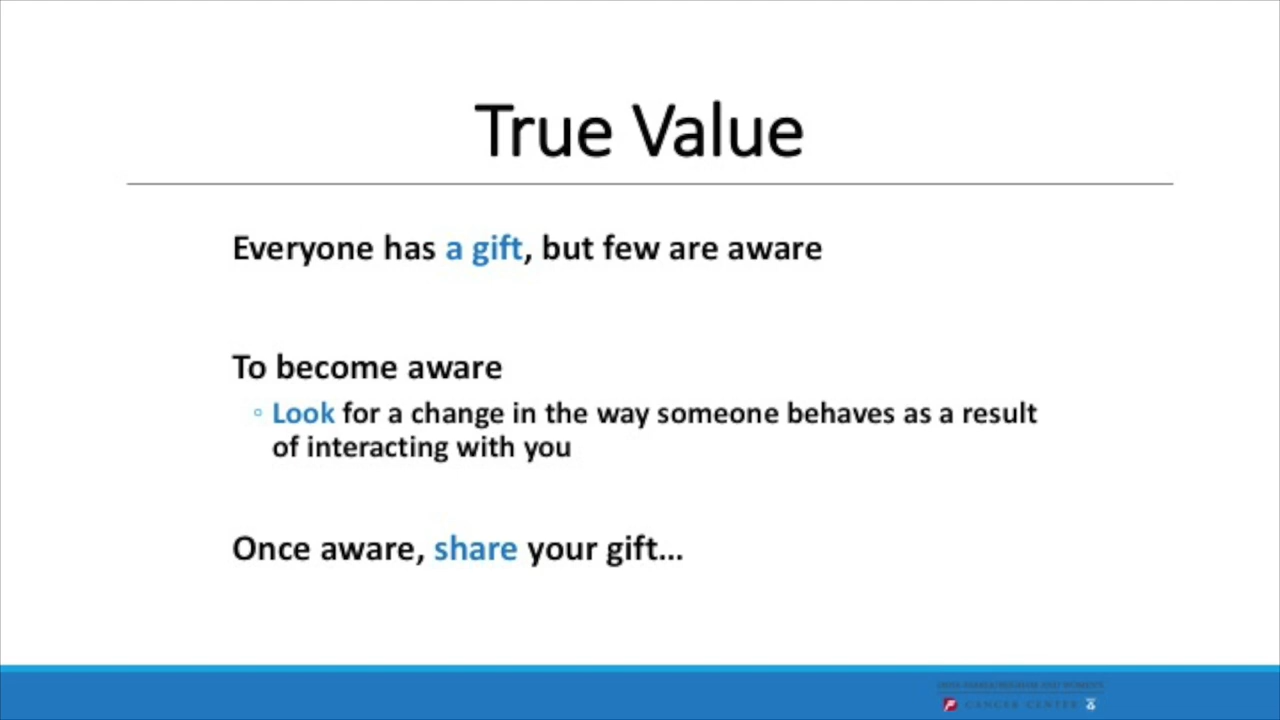 True Value
Everyone has a gift, but few are aware
To become aware
◦ Look for a change in the way someone behaves as a result
of interacting with you
Once aware, share your gift...
CANCER CENTER